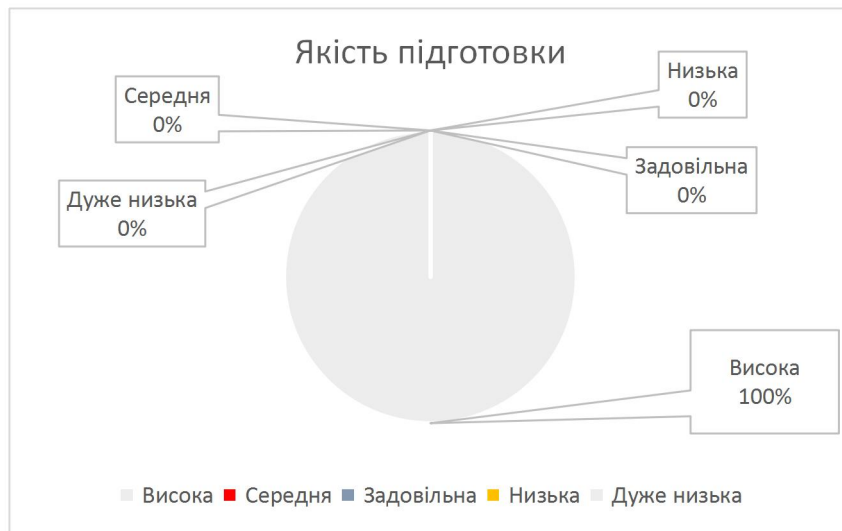 Якість підготовки
Середня
0%
Низька
0%
Дуже низька
0%
Задовільна
0%
Висока
100%
Висока Середня Задовільна Низька Дуже низька